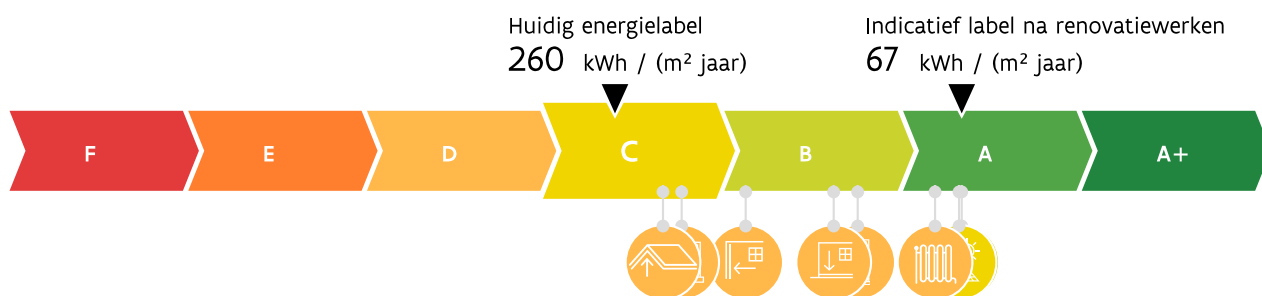 Huidig energielabel
260 kWh / (m² jaar)
Indicatief label na renovatiewerken
67 kWh / (m² jaar)
F
E
D
C
B
A
A+